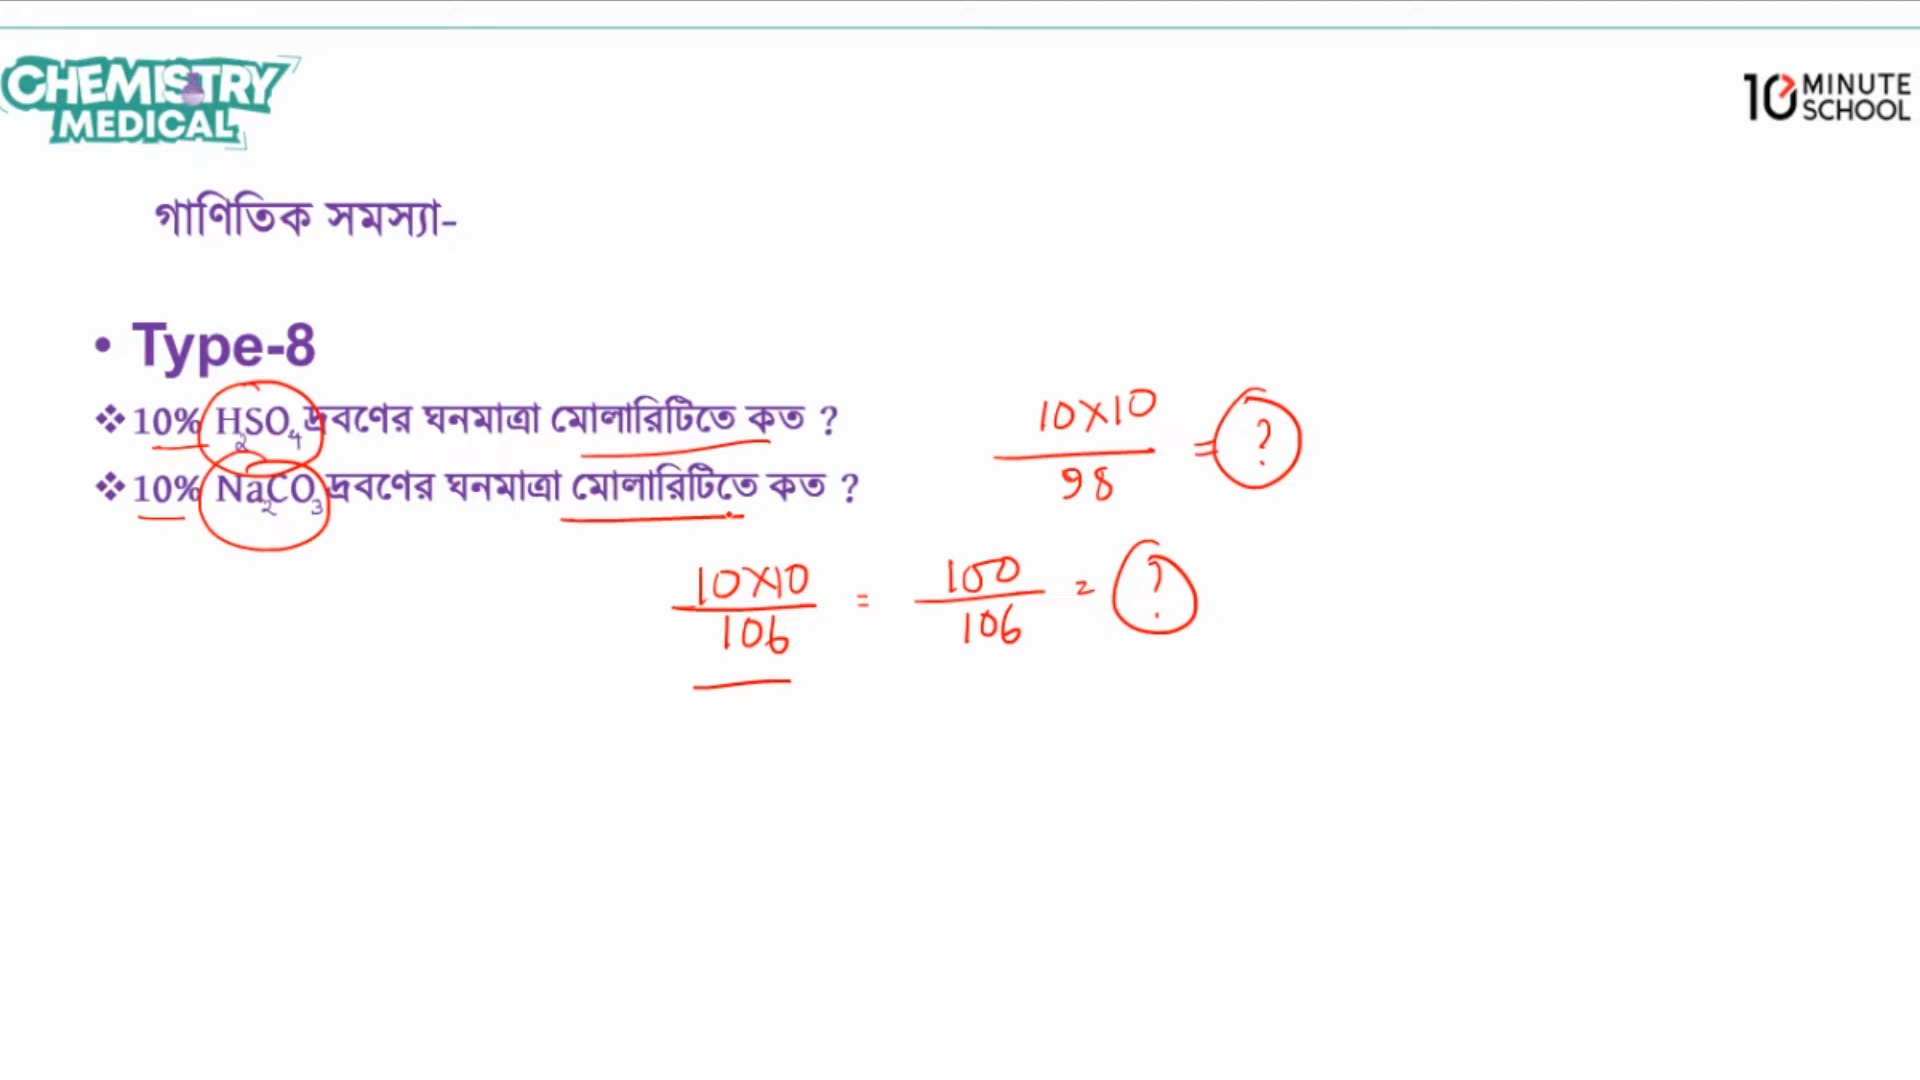 CHEMISTRY
MEDICAL
10 MINUTE
SCHOOL
গাণিতিক সমস্যা-
• Type-8
❖ 10% H₂SO₄ দ্রবণের ঘনমাত্রা মোলারিটিতে কত ?
10×10
98
= ?
❖ 10% Na₂CO₃ দ্রবণের ঘনমাত্রা মোলারিটিতে কত ?
10×10 = 100 = ?
106 106